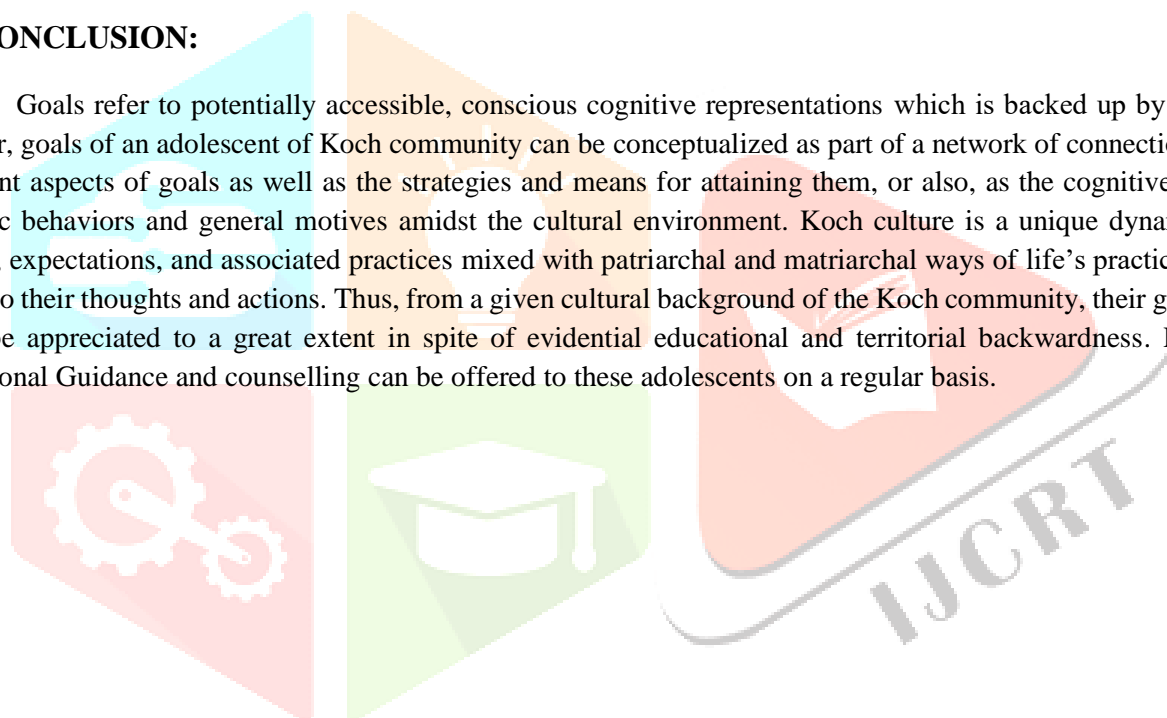 ONCLUSION:
Goals refer to potentially accessible, conscious cognitive representations which is backed up by
r, goals of an adolescent of Koch community can be conceptualized as part of a network of connectic
nt aspects of goals as well as the strategies and means for attaining them, or also, as the cognitive
c behaviors and general motives amidst the cultural environment. Koch culture is a unique dynar
, expectations, and associated practices mixed with patriarchal and matriarchal ways of life’s practic
o their thoughts and actions. Thus, from a given cultural background of the Koch community, their g
e appreciated to a great extent in spite of evidential educational and territorial backwardness.
onal Guidance and counselling can be offered to these adolescents on a regular basis.
IJCRT